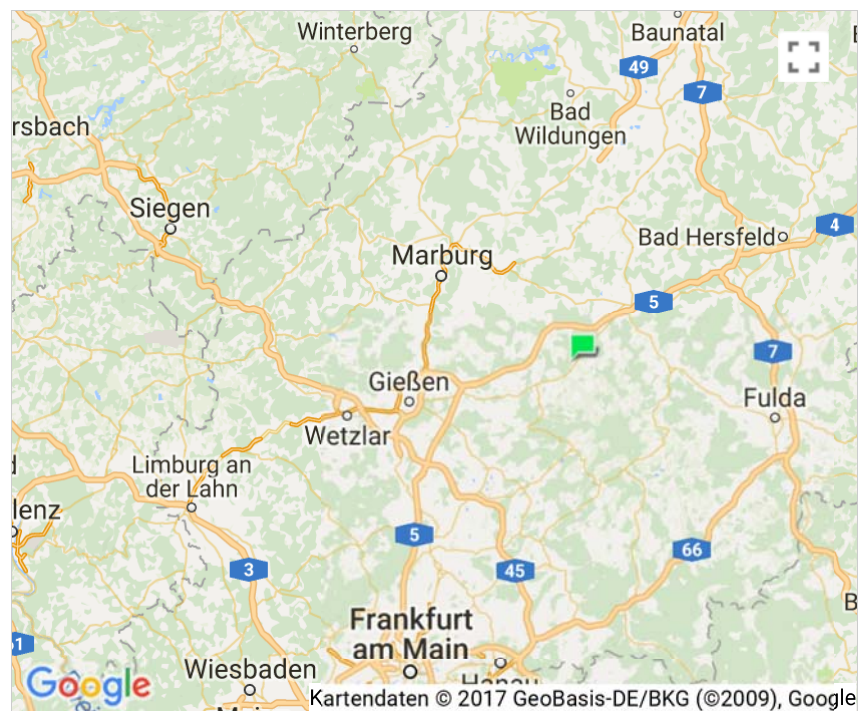 Winterberg
Baunatal
49
7
Bad
Wildungen
rsbach
Siegen
4
Bad Hersfeld
Marburg
5
7
Gießen
Fulda
Wetzlar
Limburg an
der Lahn
lenz
5
66
3
45
Frankfurt
am Main
1
Wiesbaden
Hanau
Google
Kartendaten © 2017 GeoBasis-DE/BKG (©2009), Google